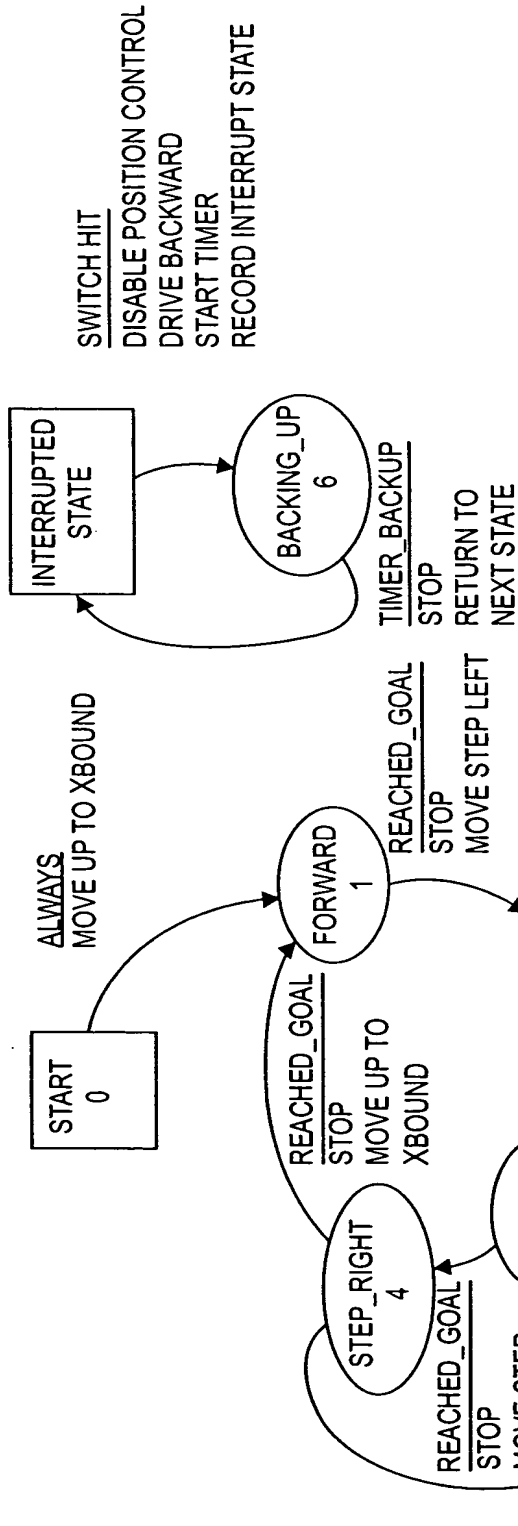 START
0
ALWAYS
MOVE UP TO XBOUND
INTERRUPTED
STATE
SWITCH HIT
DISABLE POSITION CONTROL
DRIVE BACKWARD
START TIMER
RECORD INTERRUPT STATE
STEP_RIGHT
4
REACHED_GOAL
STOP
MOVE UP TO
XBOUND
FORWARD
1
BACKING_UP
6
REACHED_GOAL
STOP
MOVE STEP
REACHED_GOAL
STOP
MOVE STEP LEFT
TIMER_BACKUP
STOP
RETURN TO
NEXT STATE